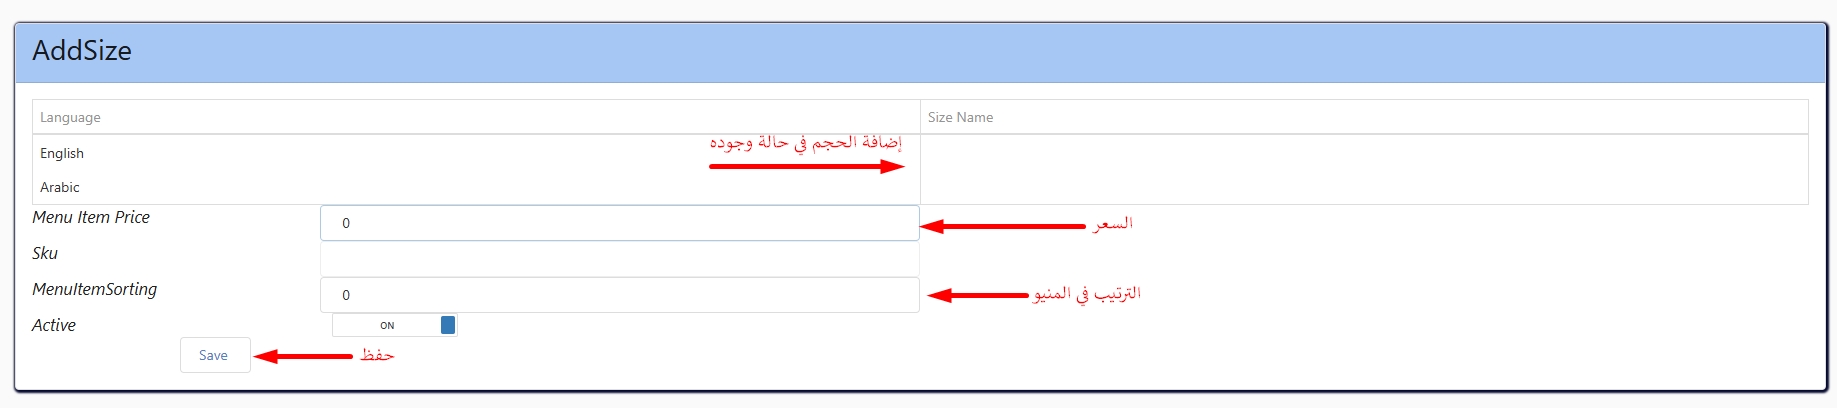 AddSize
Language Size Name
إضافة الحجم في حالة وجوده
English
Arabic
Menu Item Price 0 السعر
Sku
MenuItemSorting 0 الترتيب في المنيو
Active ON
Save حفظ